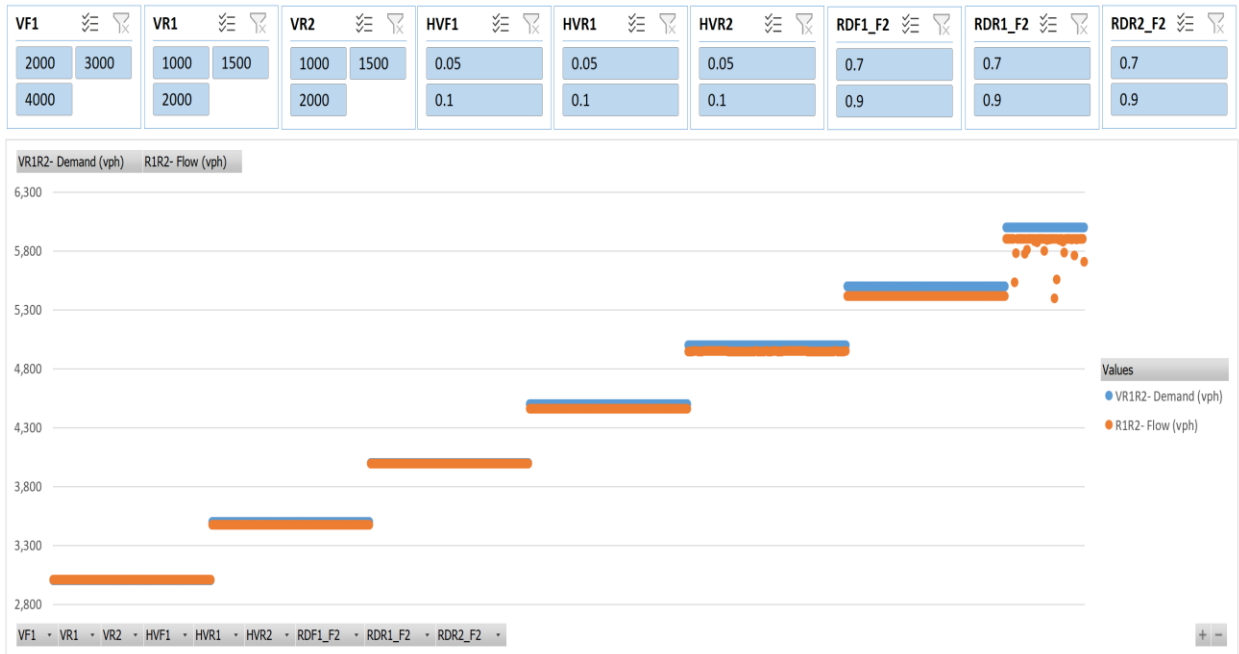 VF1 VR1 VR2 HVF1 HVR1 HVR2 RDF1_F2 RDR1_F2 RDR2_F2
2000 3000 1000 1500 1000 1500 0.05 0.05 0.05 0.7 0.7 0.7
4000 2000 2000 0.1 0.1 0.1 0.9 0.9 0.9
VR1R2- Demand (vph) R1R2- Flow (vph)
6,300
5,800
5,300
4,800
4,300
3,800
3,300
2,800
Values
VR1R2- Demand (vph)
R1R2- Flow (vph)
VF1 VR1 VR2 HVF1 HVR1 HVR2 RDF1_F2 RDR1_F2 RDR2_F2
+ -